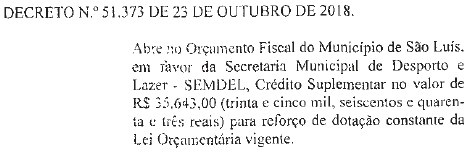 DECRETO N.º 51.373 DE 23 DE OUTUBRO DE 2018.
Abre no Orçamento Fiscal do Município de São Luís,
em favor da Secretaria Municipal de Desporto e
Lazer - SEMDEL, Crédito Suplementar no valor de
R$ 35.643,00 (trinta e cinco mil, seiscentos e quaren-
ta e três reais) para reforço de dotação constante da
Lei Orçamentária vigente.